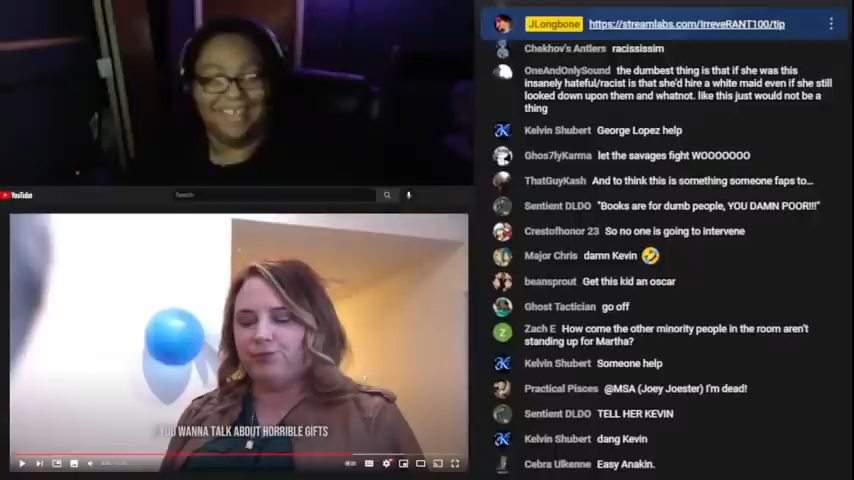 JLongbone https://streamlabs.com/IrreveRANT100/tip
Chekhov's Antlers racississim
OneAndOnlySound the dumbest thing is that if she was this
insanely hateful/racist is that she'd hire a white maid even if she still
looked down upon them and whatnot. like this just would not be a
thing
Kelvin Shubert George Lopez help
Ghos7lyKarma let the savages fight WOOOOOOO
ThatGuyKash And to think this is something someone faps to...
Sentient DLDO "Books are for dumb people, YOU DAMN POOR!!!"
Crestofhonor 23 So no one is going to intervene
Major Chris damn Kevin 🤣
beansprout Get this kid an oscar
Ghost Tactician go off
Z
Zach E How come the other minority people in the room aren't
standing up for Martha?
Kelvin Shubert Someone help
Practical Pisces @MSA (Joey Joester) I'm dead!
Sentient DLDO TELL HER KEVIN
Kelvin Shubert dang Kevin
Cebra Ulkenne Easy Anakin.
YouTube
Search
YOU WANNA TALK ABOUT HORRIBLE GIFTS